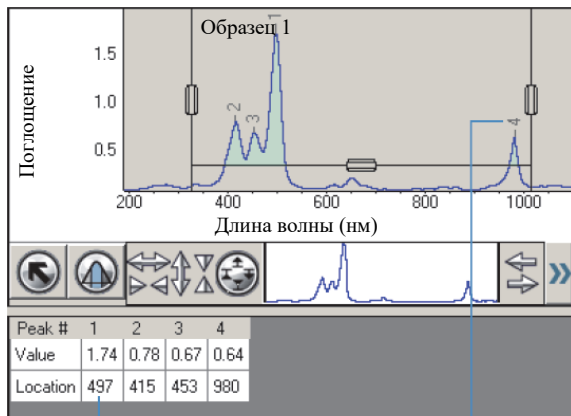 Образец 1
Поглощение
1.5
1.0
0.5
1
2
3
4
200 400 600 800 1000
Длина волны (нм)
Peak # 1 2 3 4
Value 1.74 0.78 0.67 0.64
Location 497 415 453 980